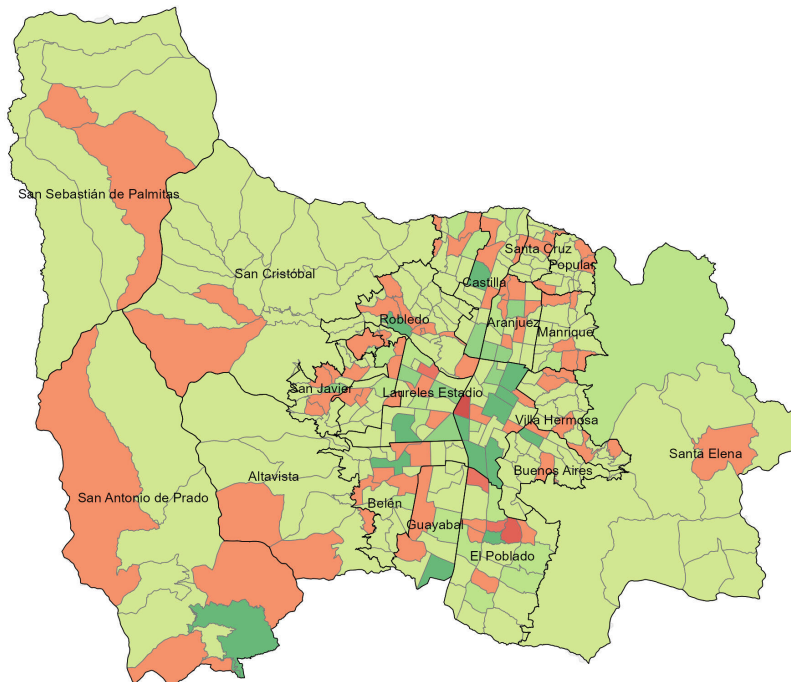 San Sebastián de Palmitas
San Cristóbal
Santa Cruz
Popular
Castilla
Robledo
Aranjuez
Manrique
San Javier
Laureles Estadio
Villa Hermosa
Santa Elena
Buenos Aires
Altavista
San Antonio de Prado
Belén
Guayabal
El Poblado